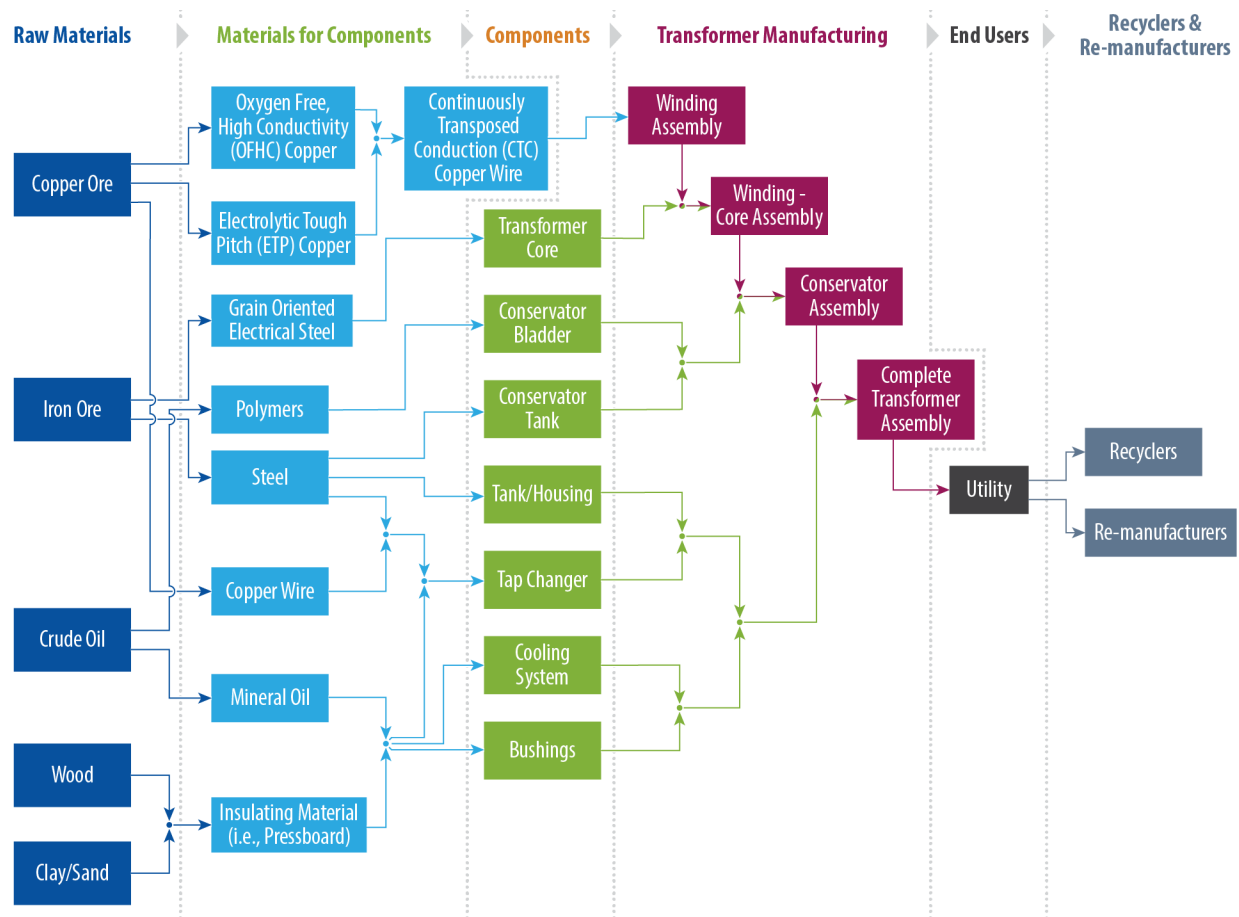 Raw Materials
Materials for Components
Components
Transformer Manufacturing
End Users
Recyclers &
Re-manufacturers
Copper Ore
Iron Ore
Crude Oil
Wood
Clay/Sand
Oxygen Free,
High Conductivity
(OFHC) Copper
Electrolytic Tough
Pitch (ETP) Copper
Grain Oriented
Electrical Steel
Polymers
Steel
Copper Wire
Mineral Oil
Insulating Material
(i.e., Pressboard)
Continuously
Transposed
Conduction (CTC)
Copper Wire
Transformer
Core
Conservator
Bladder
Conservator
Tank
Tank/Housing
Tap Changer
Cooling
System
Bushings
Winding
Assembly
Winding -
Core Assembly
Conservator
Assembly
Complete
Transformer
Assembly
Utility
Recyclers
Re-manufacturers